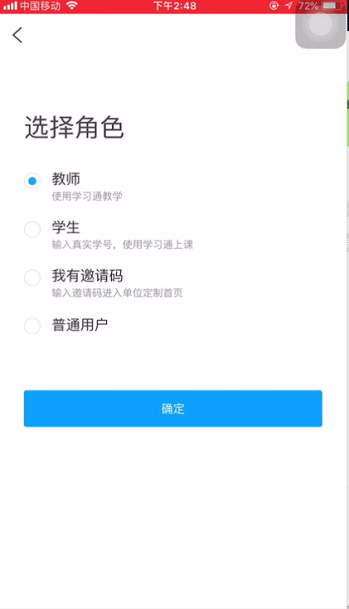 中国移动 下午2:48 72%
选择角色
教师
使用学习通教学
学生
输入真实学号，使用学习通上课
我有邀请码
输入邀请码进入单位定制首页
普通用户
确定